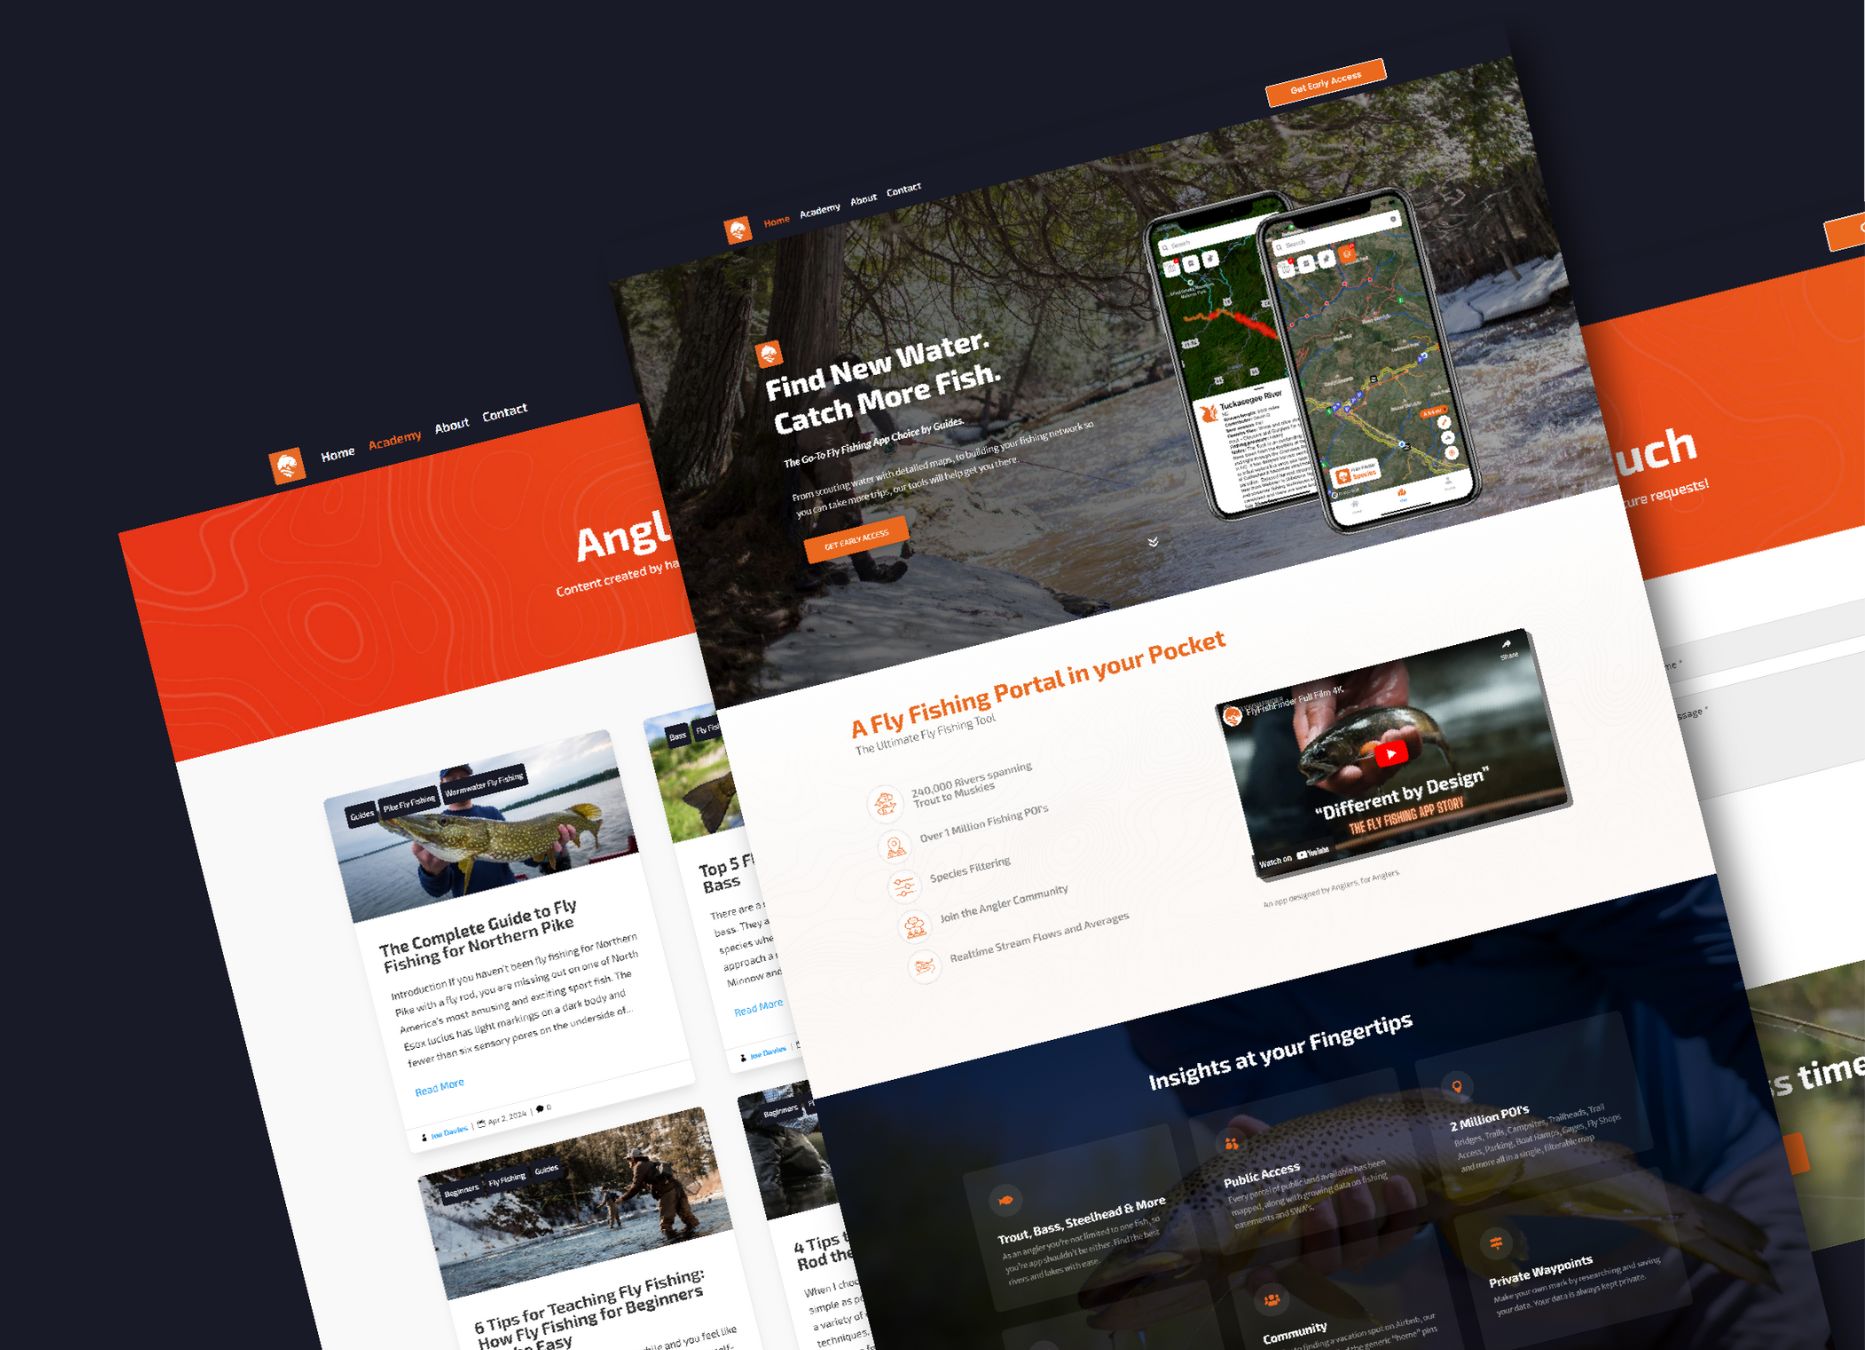 Home Academy About Contact
Angl
Content created by ha
Guides Pike Fly Fishing Warmwater Fly Fishing
The Complete Guide to Fly
Fishing for Northern Pike
Introduction If you haven't been fly fishing for Northern
Pike with a fly rod, you are missing out on one of North
America's most amusing and exciting sport fish. The
Esox lucius has light markings on a dark body and
fewer than six sensory pores on the underside of...
Read More
Joe Davies | Apr 2, 2024 | 0
Bass Fly Fis
Top 5 Fl
Bass
There are a
bass. They a
species whe
approach a
Minnow and
Read More
Joe Davies |
Beginners Fly Fishing Guides
6 Tips for Teaching Fly Fishing:
How Fly Fishing for Beginners
Easy
and you feel like
Beginners
4 Tips t
Rod the
When I choo
simple as p
a variety of
techniques.
Get Early Access
Home Academy About Contact
Find New Water.
Catch More Fish.
The Go-To Fly Fishing App Choice by Guides.
From scouting water with detailed maps, to building your fishing network so
you can take more trips, our tools will help get you there.
GET EARLY ACCESS
Search
Tuckasegee River
Search
Species
A Fly Fishing Portal in your Pocket
The Ultimate Fly Fishing Tool
240,000 Rivers spanning
Trout to Muskies
Over 1 Million Fishing POI's
Species Filtering
Join the Angler Community
Realtime Stream Flows and Averages
FlyFishFinder Full Film 4K
Share
"Different by Design"
THE FLY FISHING APP STORY
Watch on YouTube
An app designed by Anglers, for Anglers.
Insights at your Fingertips
Trout, Bass, Steelhead & More
As an angler you're not limited to one fish, so
you're app shouldn't be either. Find the best
rivers and lakes with ease.
Public Access
Every parcel of public land available has been
mapped, along with growing data on fishing
easements and SWA's.
2 Million POI's
Bridges, Trails, Campsites, Trailheads, Trail
Access, Parking, Boat Ramps, Gages, Fly Shops
and more all in a single, filterable map
Community
to finding a vacation spot on Airbnb, our
of the generic "home" pins
Private Waypoints
Make your own mark by researching and saving
your data. Your data is always kept private.
uch
ture requests!
me *
ssage *
s time